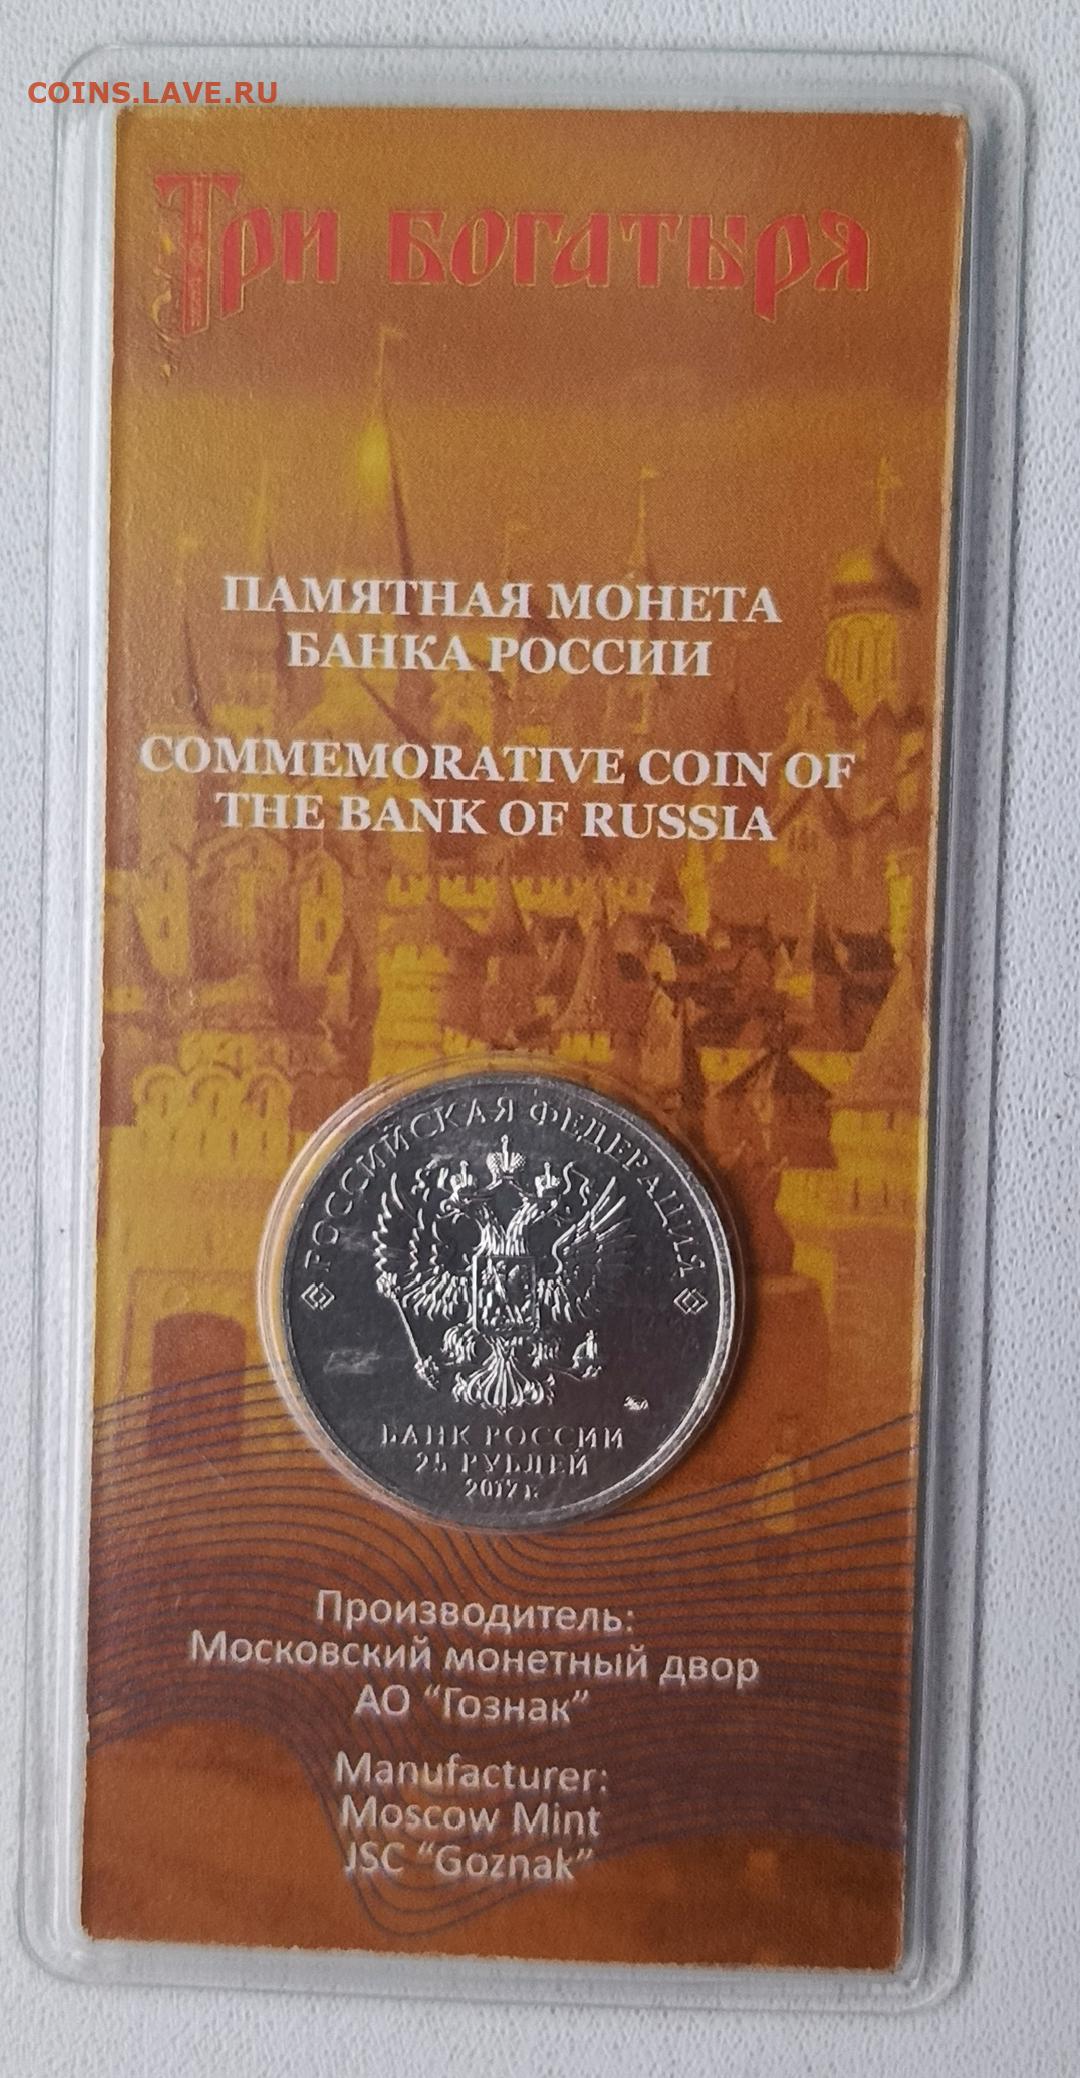 COINS.LAVE.RU
Три богатыря
ПАМЯТНАЯ МОНЕТА
БАНКА РОССИИ
COMMEMORATIVE COIN OF
THE BANK OF RUSSIA
РОССИЙСКАЯ ФЕДЕРАЦИЯ
БАНК РОССИИ
25 РУБЛЕЙ
2017 г.
Производитель:
Московский монетный двор
АО “Гознак”
Manufacturer:
Moscow Mint
JSC “Goznak”